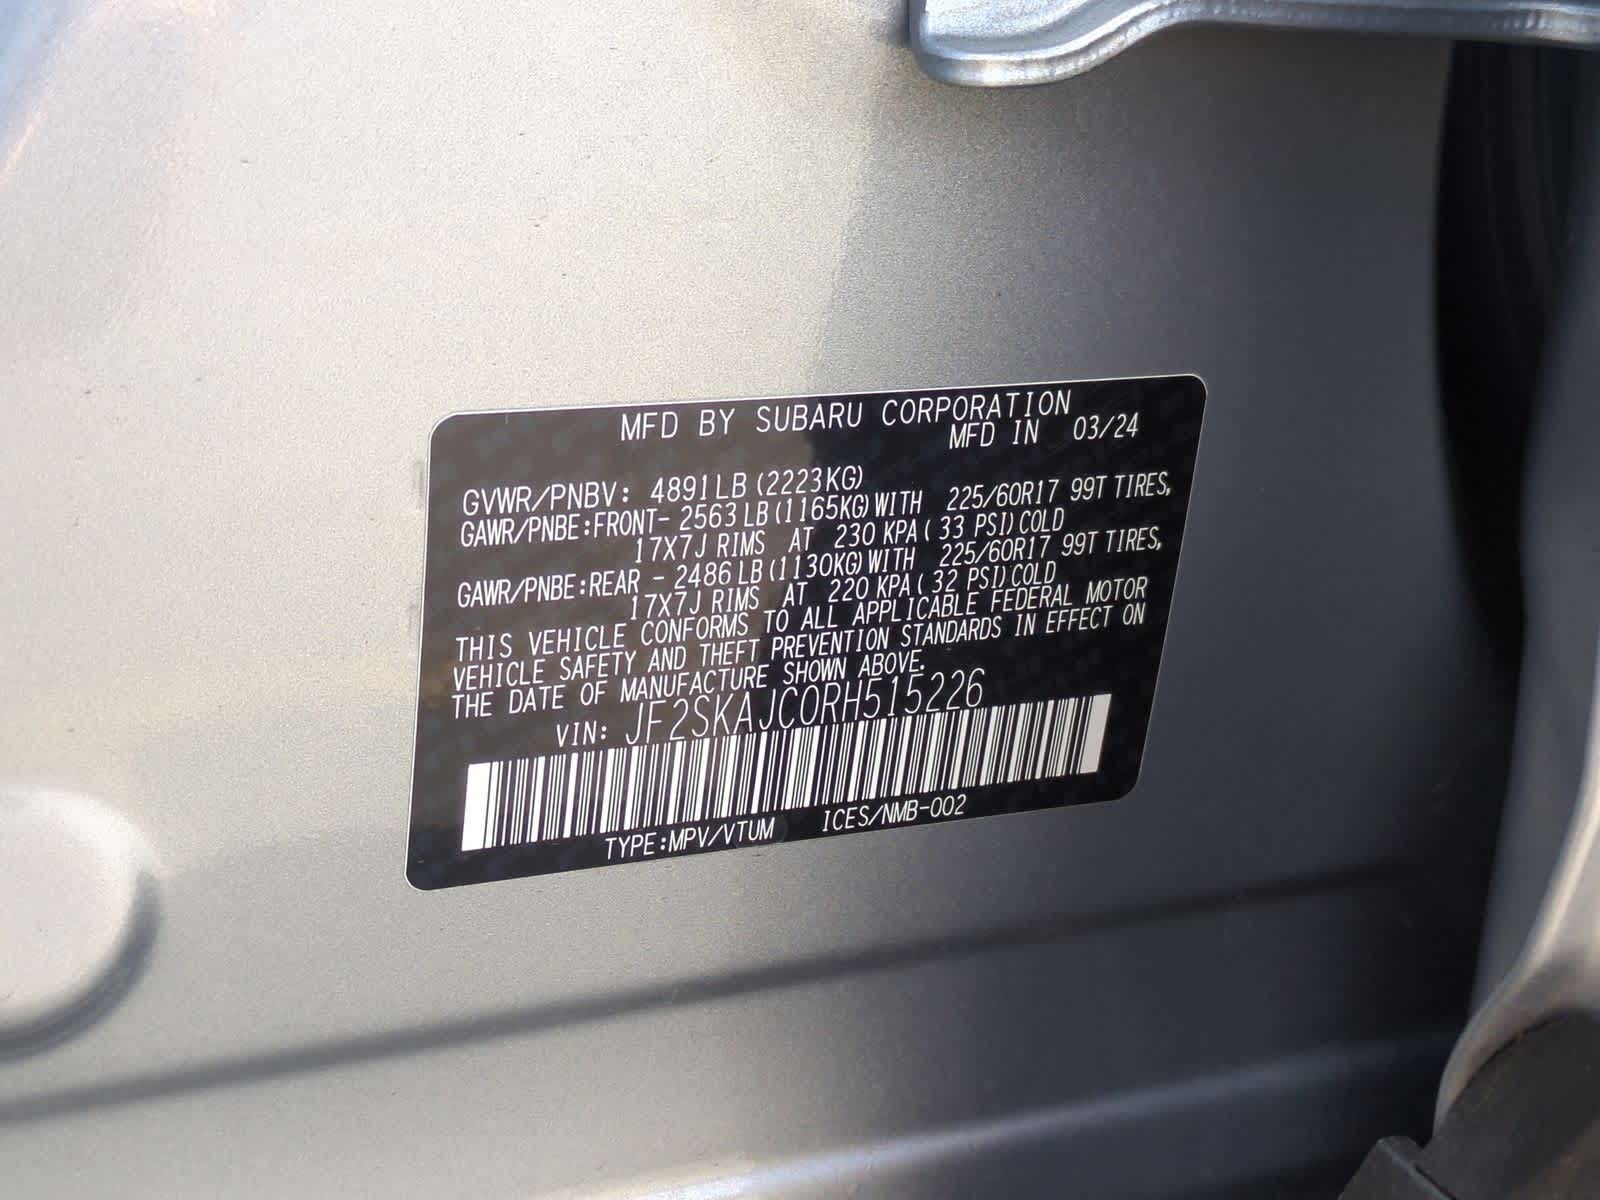 MFD BY SUBARU CORPORATION
MFD IN 03/24
GVWR/PNBV: 4891LB(2223KG)
GAWR/PNBE:FRONT- 2563LB(1165KG)WITH 225/60R17 99T TIRES,
17X7J RIMS AT 230 KPA( 33 PSI)COLD
GAWR/PNBE:REAR - 2486LB(1130KG)WITH 225/60R17 99T TIRES,
17X7J RIMS AT 220 KPA( 32 PSI)COLD
THIS VEHICLE CONFORMS TO ALL APPLICABLE FEDERAL MOTOR
VEHICLE SAFETY AND THEFT PREVENTION STANDARDS IN EFFECT ON
THE DATE OF MANUFACTURE SHOWN ABOVE.
VIN: JF2SKAJC0RH515226
TYPE:MPV/VTUM ICES/NMB-002